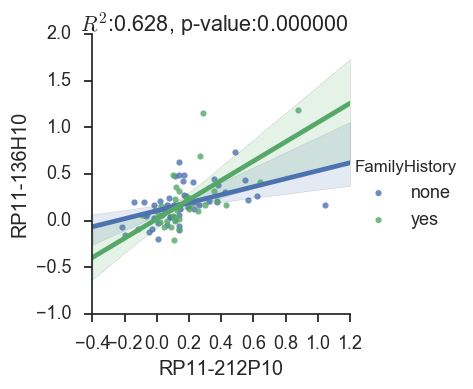 R²:0.628, p-value:0.000000
2.0
1.5
1.0
0.5
0.0
−0.5
−1.0
RP11-136H10
FamilyHistory
none
yes
−0.4 −0.2 0.0 0.2 0.4 0.6 0.8 1.0 1.2
RP11-212P10